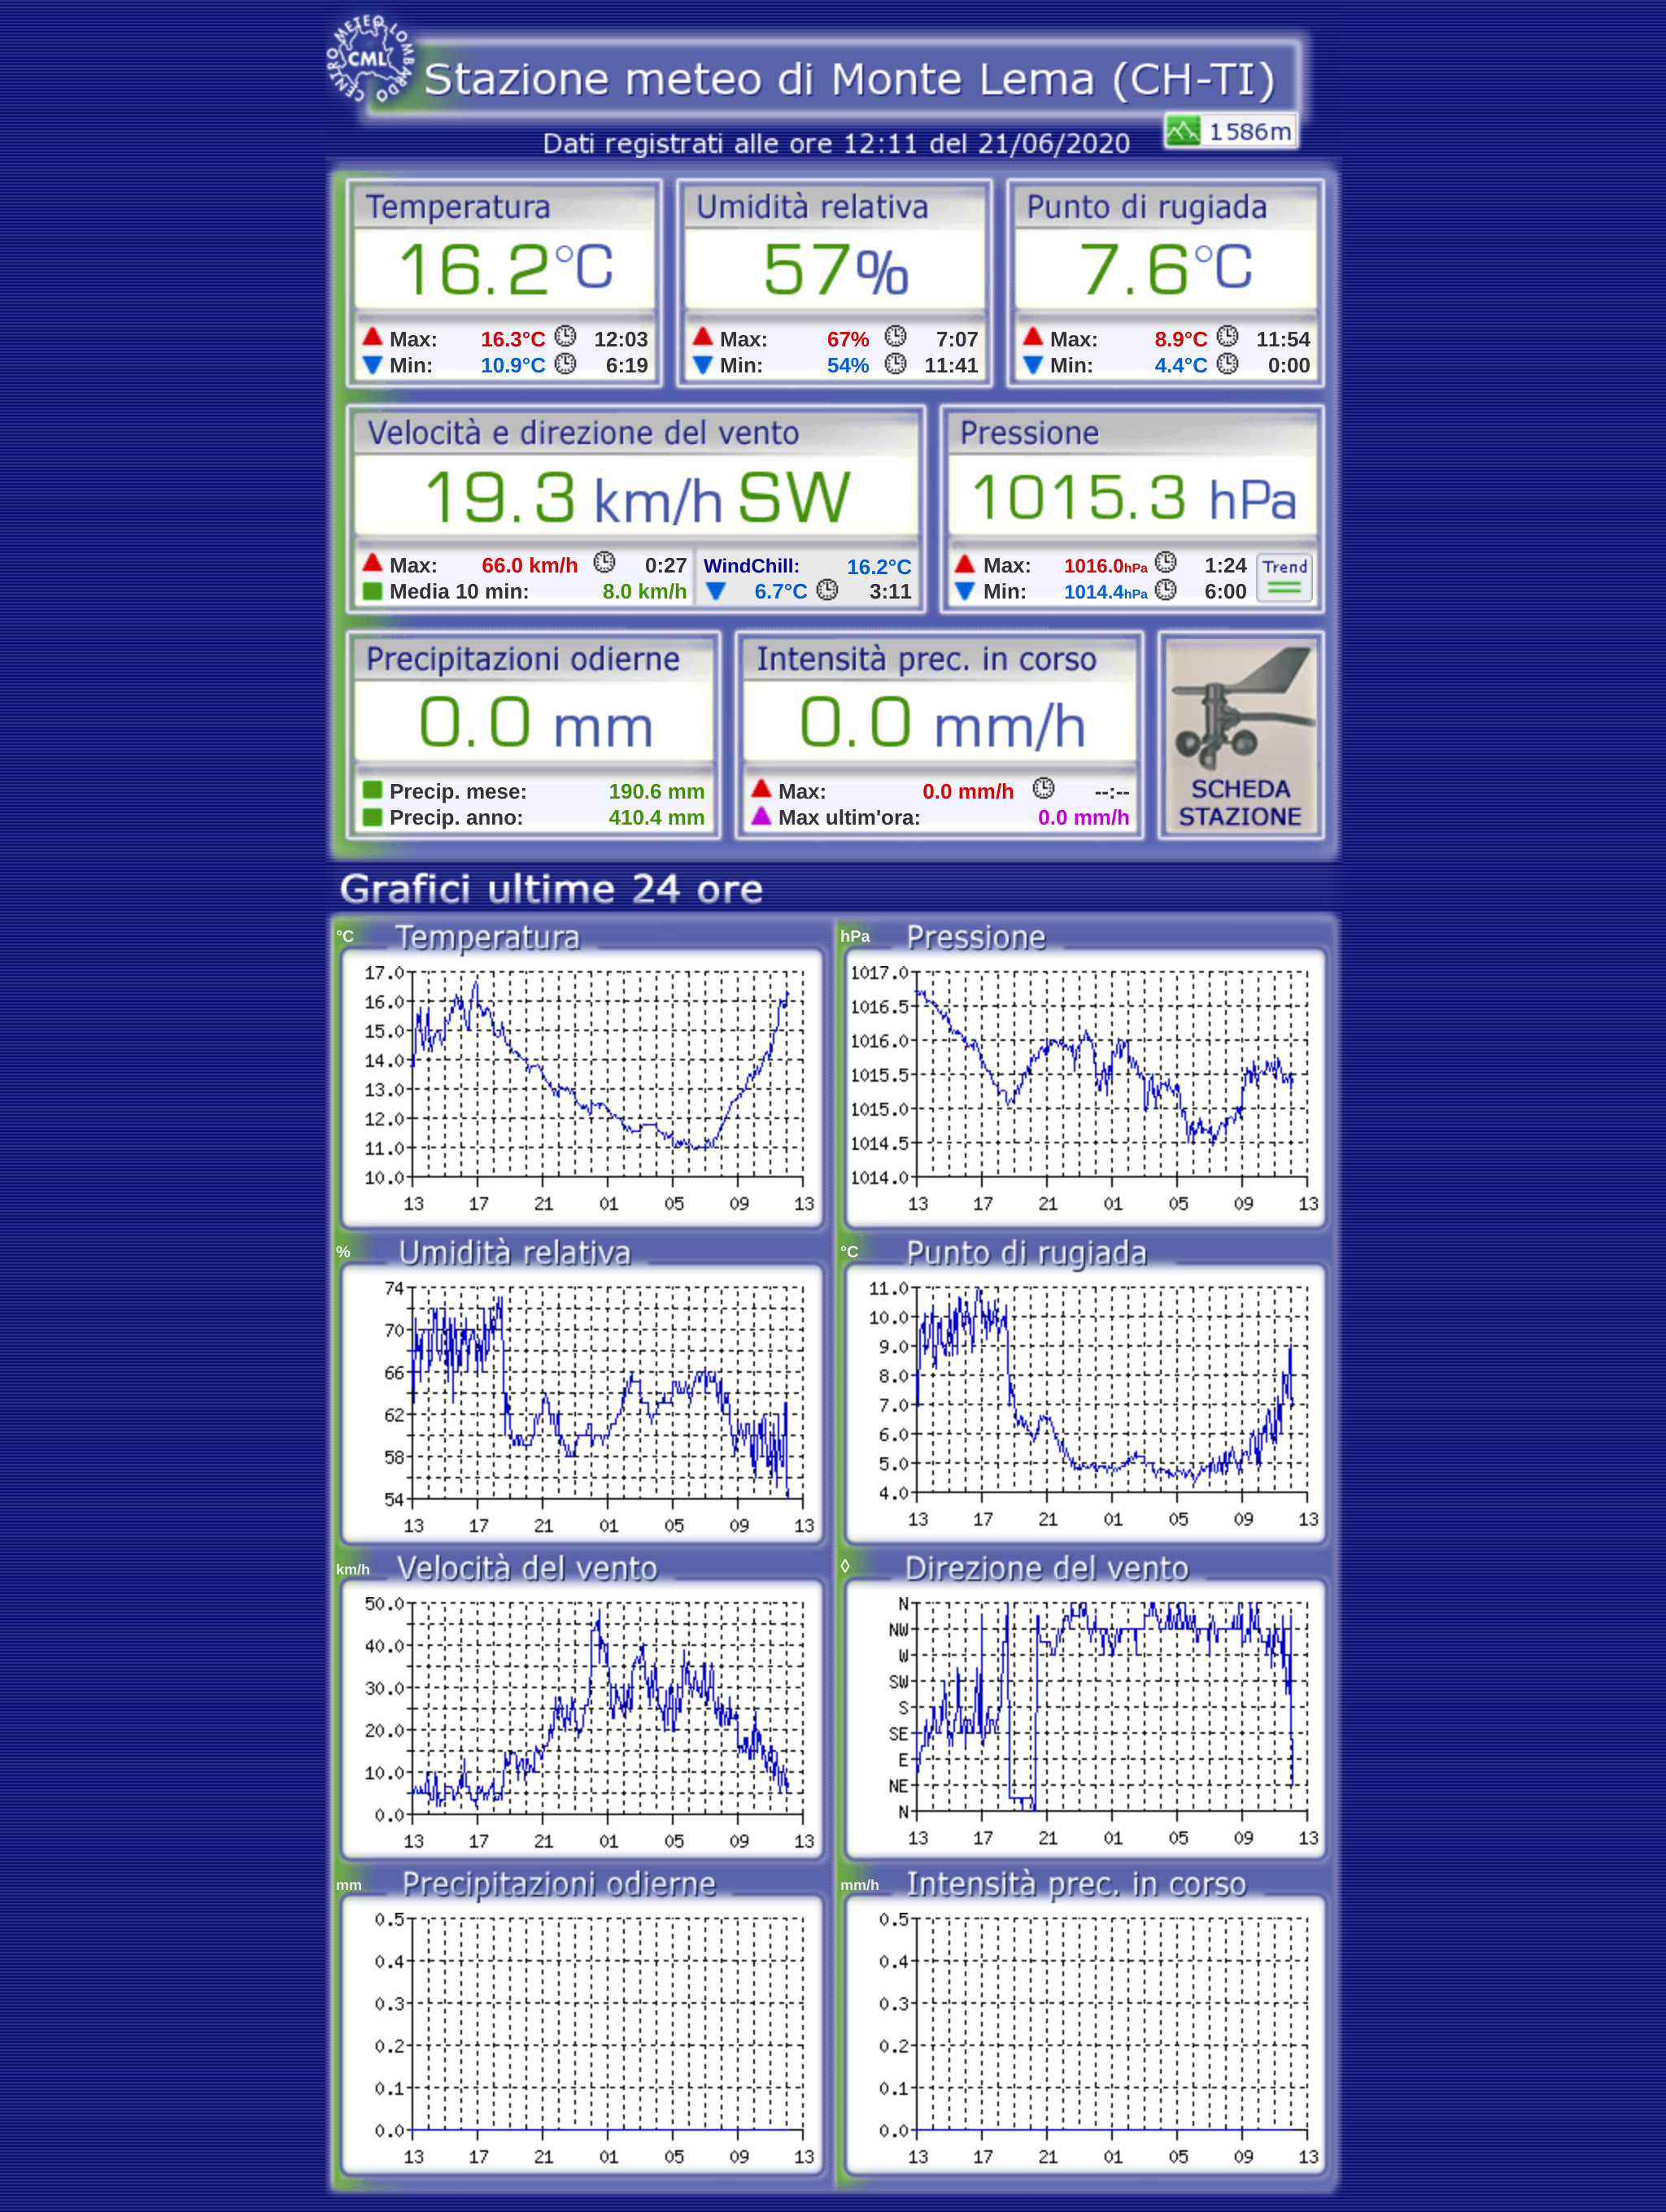 CENTRO METEO LOMBARDO
CML
Stazione meteo di Monte Lema (CH-TI)
Dati registrati alle ore 12:11 del 21/06/2020
1586m
Temperatura
16.2°C
Max: 16.3°C 12:03
Min: 10.9°C 6:19
Umidità relativa
57%
Max: 67% 7:07
Min: 54% 11:41
Punto di rugiada
7.6°C
Max: 8.9°C 11:54
Min: 4.4°C 0:00
Velocità e direzione del vento
19.3 km/h SW
Max: 66.0 km/h 0:27
Media 10 min: 8.0 km/h
WindChill: 16.2°C
6.7°C 3:11
Pressione
1015.3 hPa
Max: 1016.0hPa 1:24
Min: 1014.4hPa 6:00
Trend
Precipitazioni odierne
0.0 mm
Precip. mese: 190.6 mm
Precip. anno: 410.4 mm
Intensità prec. in corso
0.0 mm/h
Max: 0.0 mm/h --:--
Max ultim'ora: 0.0 mm/h
SCHEDA
STAZIONE
Grafici ultime 24 ore
°C Temperatura
17.0
16.0
15.0
14.0
13.0
12.0
11.0
10.0
13 17 21 01 05 09 13
hPa Pressione
1017.0
1016.5
1016.0
1015.5
1015.0
1014.5
1014.0
13 17 21 01 05 09 13
% Umidità relativa
74
70
66
62
58
54
13 17 21 01 05 09 13
°C Punto di rugiada
11.0
10.0
9.0
8.0
7.0
6.0
5.0
4.0
13 17 21 01 05 09 13
km/h Velocità del vento
50.0
40.0
30.0
20.0
10.0
0.0
13 17 21 01 05 09 13
◊ Direzione del vento
N
NW
W
SW
S
SE
E
NE
N
13 17 21 01 05 09 13
mm Precipitazioni odierne
0.5
0.4
0.3
0.2
0.1
0.0
13 17 21 01 05 09 13
mm/h Intensità prec. in corso
0.5
0.4
0.3
0.2
0.1
0.0
13 17 21 01 05 09 13